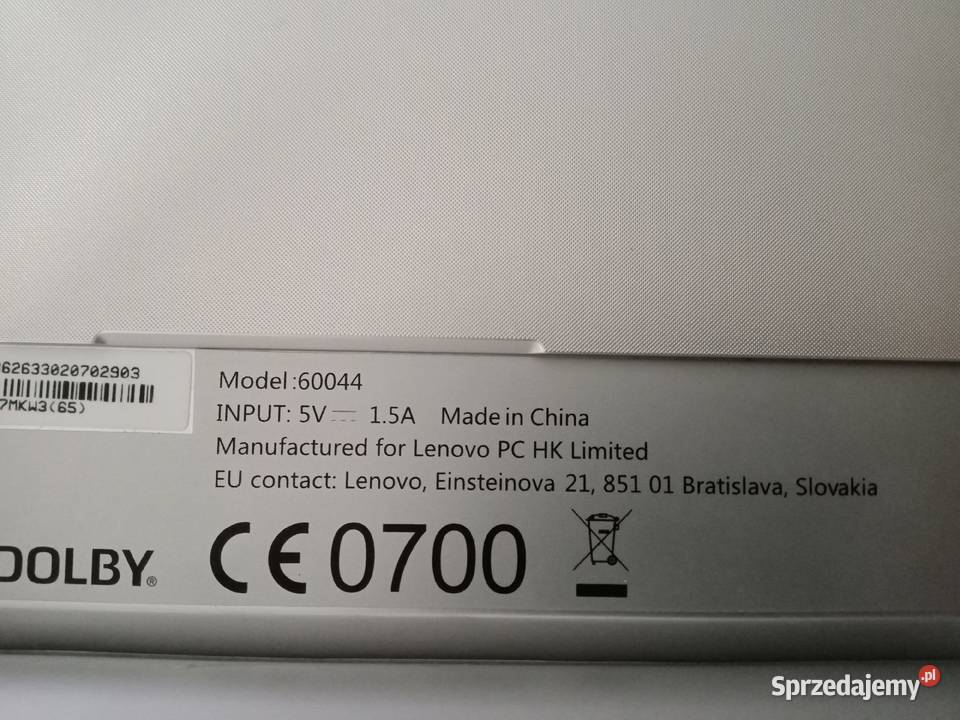 62633020702903
7MKW3(65)
Model:60044
INPUT: 5V 1.5A Made in China
Manufactured for Lenovo PC HK Limited
EU contact: Lenovo, Einsteinova 21, 851 01 Bratislava, Slovakia
DOLBY®
CE 0700
Sprzedajemy.pl